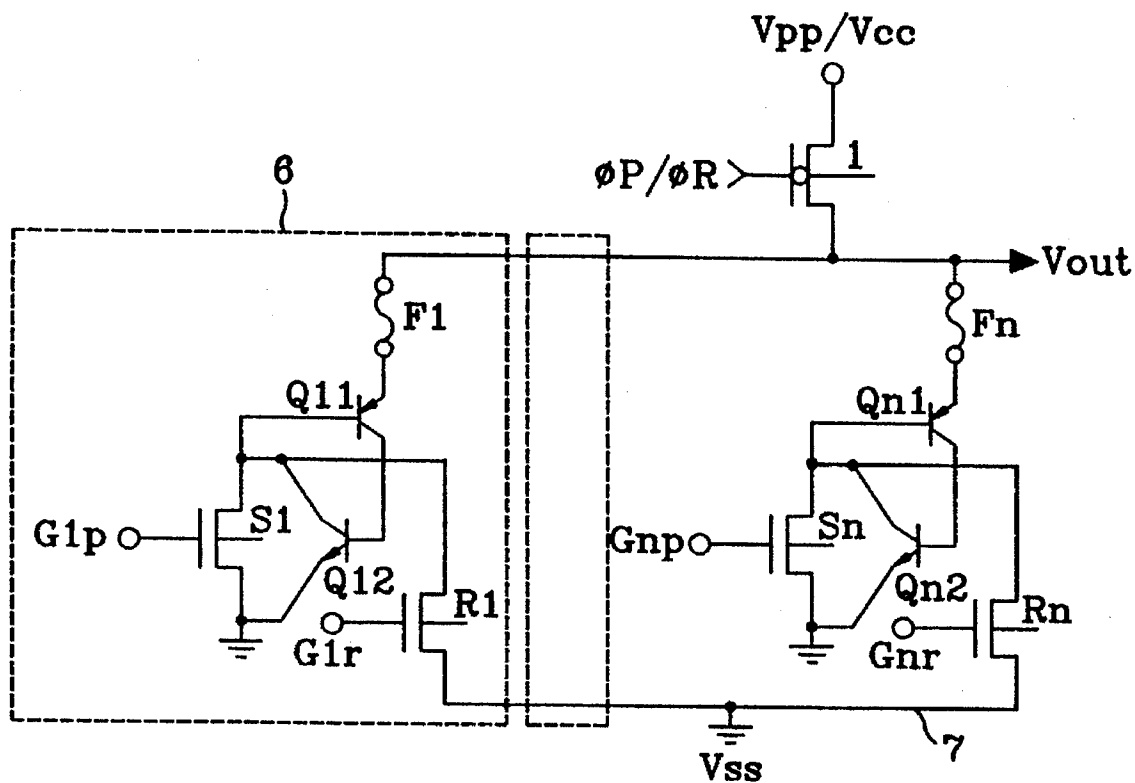 Vpp/Vcc
6
øP/øR
1
Vout
F1
Fn
Q11
Qn1
G1p
S1
Gnp
Sn
Q12
Qn2
R1
Rn
G1r
Gnr
7
Vss